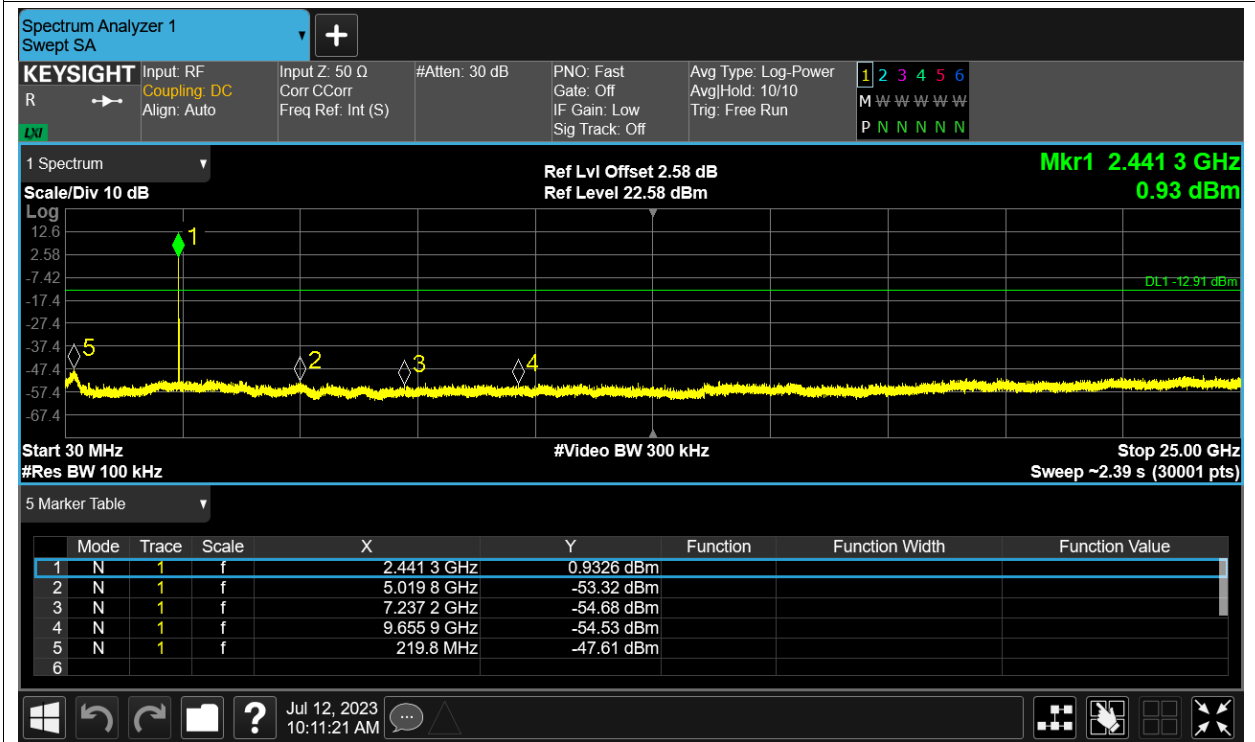 Spectrum Analyzer 1
Swept SA
+
KEYSIGHT
R
LXI
Input: RF
Coupling: DC
Align: Auto
Input Z: 50 Ω
Corr CCorr
Freq Ref: Int (S)
#Atten: 30 dB
PNO: Fast
Gate: Off
IF Gain: Low
Sig Track: Off
Avg Type: Log-Power
Avg|Hold: 10/10
Trig: Free Run
1 2 3 4 5 6
M W W W W W
P N N N N N
1 Spectrum
Scale/Div 10 dB
Ref Lvl Offset 2.58 dB
Ref Level 22.58 dBm
Mkr1 2.441 3 GHz
0.93 dBm
Log
12.6
2.58
-7.42
-17.4
-27.4
-37.4
-47.4
-57.4
-67.4
1
DL1 -12.91 dBm
5
2
3
4
Start 30 MHz
#Video BW 300 kHz
Stop 25.00 GHz
#Res BW 100 kHz
Sweep ~2.39 s (30001 pts)
5 Marker Table
Mode Trace Scale X Y Function Function Width Function Value
1 N 1 f 2.441 3 GHz 0.9326 dBm
2 N 1 f 5.019 8 GHz -53.32 dBm
3 N 1 f 7.237 2 GHz -54.68 dBm
4 N 1 f 9.655 9 GHz -54.53 dBm
5 N 1 f 219.8 MHz -47.61 dBm
6
?
Jul 12, 2023
10:11:21 AM